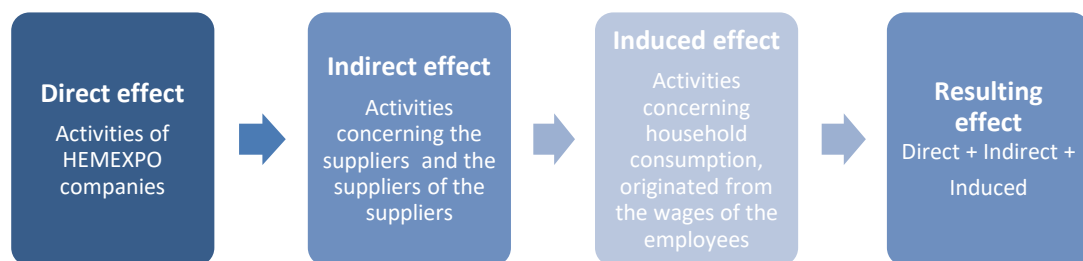 Direct effect
Activities of
HEMEXPO
companies
Indirect effect
Activities
concerning the
suppliers and the
suppliers of the
suppliers
Induced effect
Activities
concerning
household
consumption,
originated from
the wages of the
employees
Resulting
effect
Direct + Indirect +
Induced